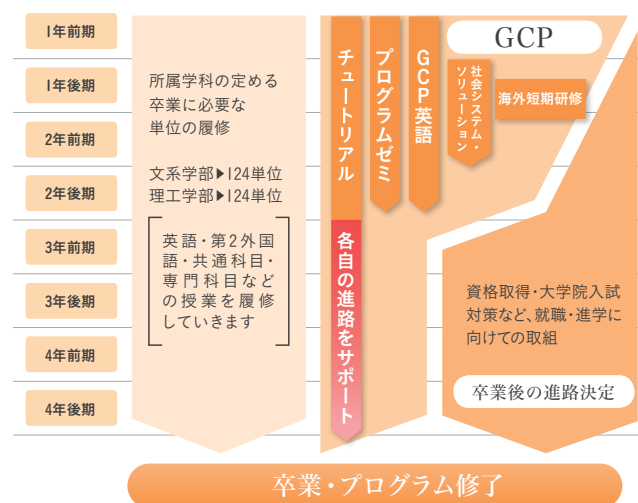 1年前期
1年後期
2年前期
2年後期
3年前期
3年後期
4年前期
4年後期
所属学科の定める
卒業に必要な
単位の履修
文系学部▶124単位
理工学部▶124単位
英語・第2外国
語・共通科目・
専門科目など
の授業を履修
していきます
チュートリアル
各自の進路をサポート
プログラムゼミ
GCP英語
GCP
社会システム・
ソリューション
海外短期研修
資格取得・大学院入試
対策など、就職・進学に
向けての取組
卒業後の進路決定
卒業・プログラム修了